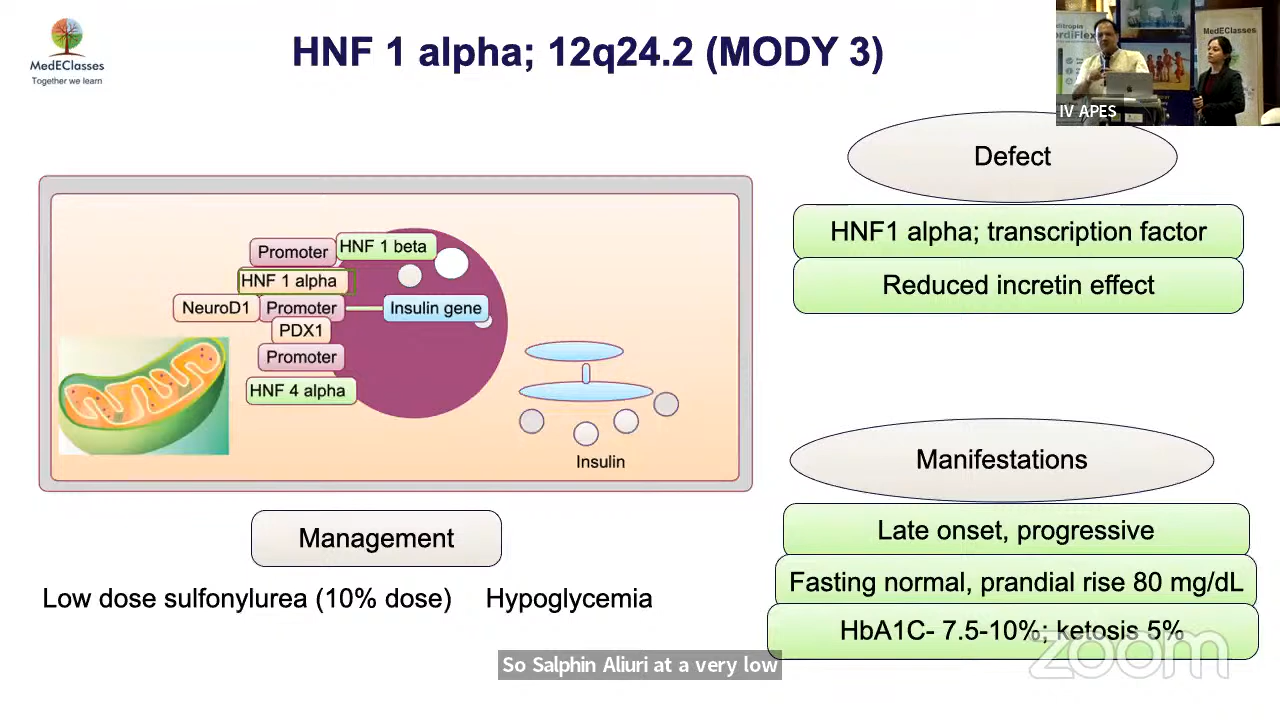 MedEClasses
Together we learn
HNF 1 alpha; 12q24.2 (MODY 3)
MedEClasses
IV APES
Defect
HNF1 alpha; transcription factor
Reduced incretin effect
Promoter
HNF 1 beta
HNF 1 alpha
NeuroD1
Promoter
Insulin gene
PDX1
Promoter
HNF 4 alpha
Insulin
Manifestations
Late onset, progressive
Fasting normal, prandial rise 80 mg/dL
HbA1C- 7.5-10%; ketosis 5%
Management
Low dose sulfonylurea (10% dose)
Hypoglycemia
So Salphin Aliuri at a very low
zoom